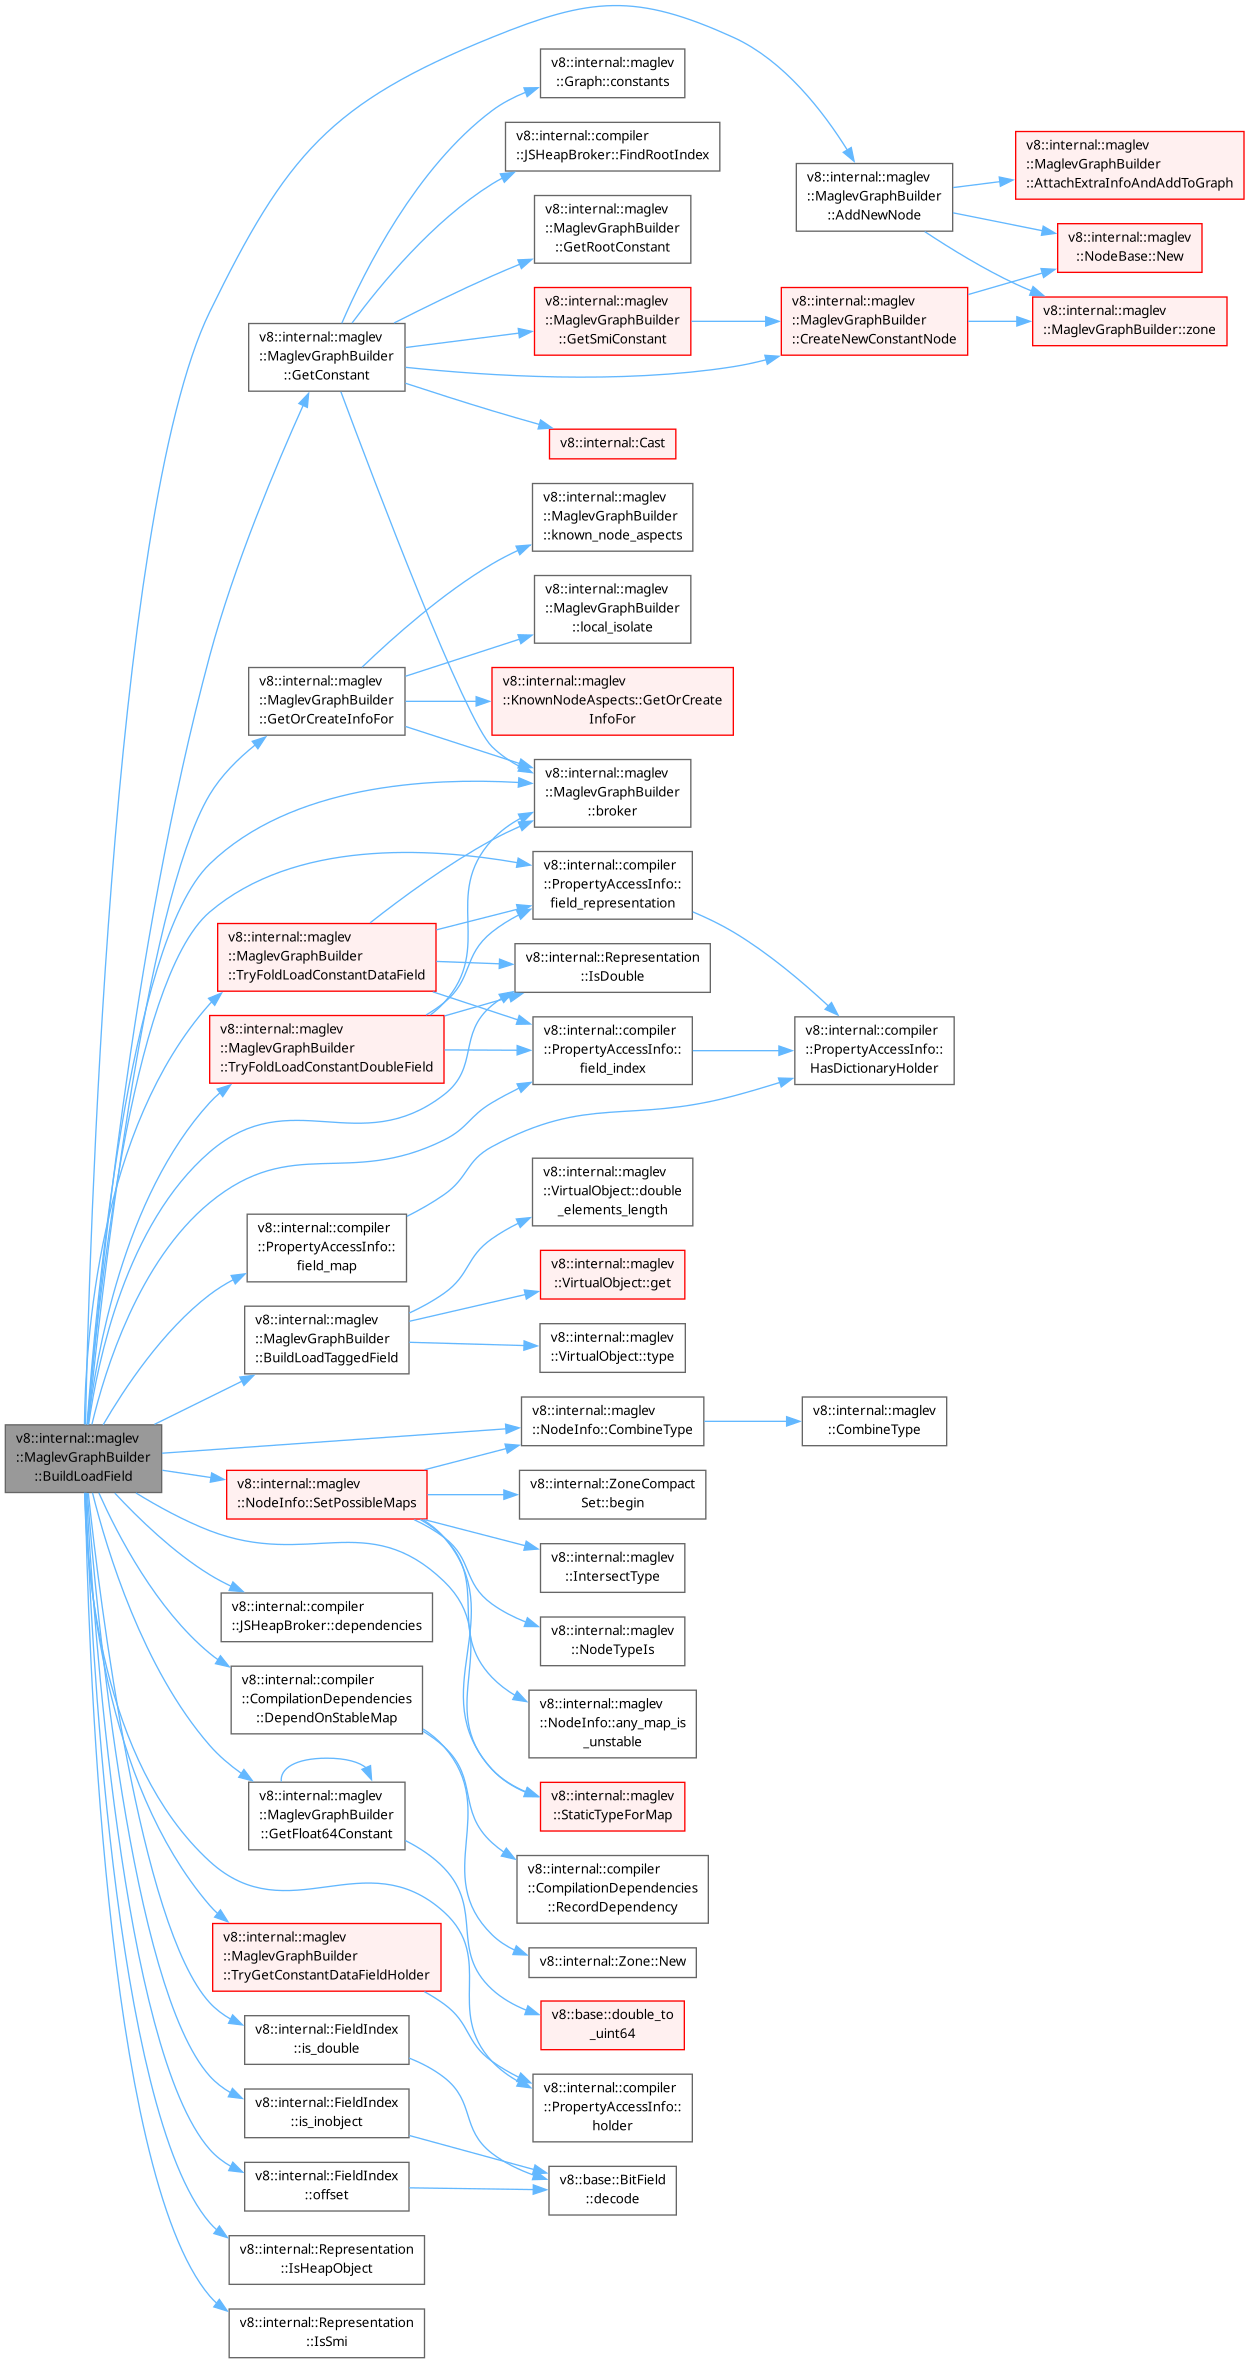 v8::internal::maglev
::Graph::constants
v8::internal::compiler
::JSHeapBroker::FindRootIndex
v8::internal::maglev
::MaglevGraphBuilder
::AttachExtraInfoAndAddToGraph
v8::internal::maglev
::MaglevGraphBuilder
::AddNewNode
v8::internal::maglev
::MaglevGraphBuilder
::GetRootConstant
v8::internal::maglev
::NodeBase::New
v8::internal::maglev
::MaglevGraphBuilder
::GetSmiConstant
v8::internal::maglev
::MaglevGraphBuilder
::CreateNewConstantNode
v8::internal::maglev
::MaglevGraphBuilder::zone
v8::internal::maglev
::MaglevGraphBuilder
::GetConstant
v8::internal::Cast
v8::internal::maglev
::MaglevGraphBuilder
::known_node_aspects
v8::internal::maglev
::MaglevGraphBuilder
::local_isolate
v8::internal::maglev
::MaglevGraphBuilder
::GetOrCreateInfoFor
v8::internal::maglev
::KnownNodeAspects::GetOrCreate
InfoFor
v8::internal::maglev
::MaglevGraphBuilder
::broker
v8::internal::compiler
::PropertyAccessInfo::
field_representation
v8::internal::maglev
::MaglevGraphBuilder
::TryFoldLoadConstantDataField
v8::internal::Representation
::IsDouble
v8::internal::maglev
::MaglevGraphBuilder
::TryFoldLoadConstantDoubleField
v8::internal::compiler
::PropertyAccessInfo::
field_index
v8::internal::compiler
::PropertyAccessInfo::
HasDictionaryHolder
v8::internal::maglev
::VirtualObject::double
_elements_length
v8::internal::compiler
::PropertyAccessInfo::
field_map
v8::internal::maglev
::VirtualObject::get
v8::internal::maglev
::MaglevGraphBuilder
::BuildLoadTaggedField
v8::internal::maglev
::VirtualObject::type
v8::internal::maglev
::MaglevGraphBuilder
::BuildLoadField
v8::internal::maglev
::NodeInfo::CombineType
v8::internal::maglev
::CombineType
v8::internal::maglev
::NodeInfo::SetPossibleMaps
v8::internal::ZoneCompact
Set::begin
v8::internal::maglev
::IntersectType
v8::internal::compiler
::JSHeapBroker::dependencies
v8::internal::maglev
::NodeTypeIs
v8::internal::compiler
::CompilationDependencies
::DependOnStableMap
v8::internal::maglev
::NodeInfo::any_map_is
_unstable
v8::internal::maglev
::MaglevGraphBuilder
::GetFloat64Constant
v8::internal::maglev
::StaticTypeForMap
v8::internal::compiler
::CompilationDependencies
::RecordDependency
v8::internal::maglev
::MaglevGraphBuilder
::TryGetConstantDataFieldHolder
v8::internal::Zone::New
v8::base::double_to
_uint64
v8::internal::FieldIndex
::is_double
v8::internal::compiler
::PropertyAccessInfo::
holder
v8::internal::FieldIndex
::is_inobject
v8::internal::FieldIndex
::offset
v8::base::BitField
::decode
v8::internal::Representation
::IsHeapObject
v8::internal::Representation
::IsSmi